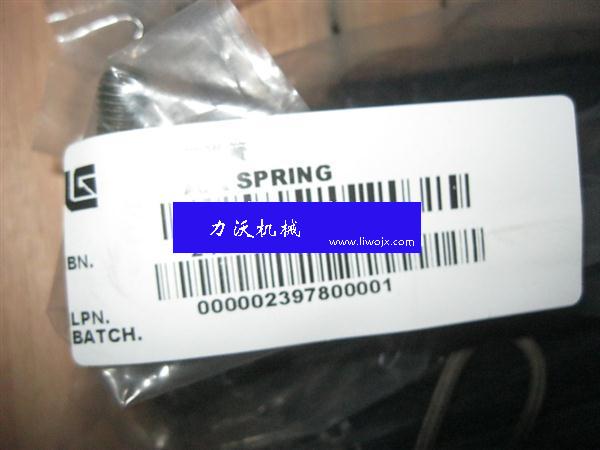 SPRING
力沃机械
www.liwojx.com
BN.
000002397800001
LPN.
BATCH.